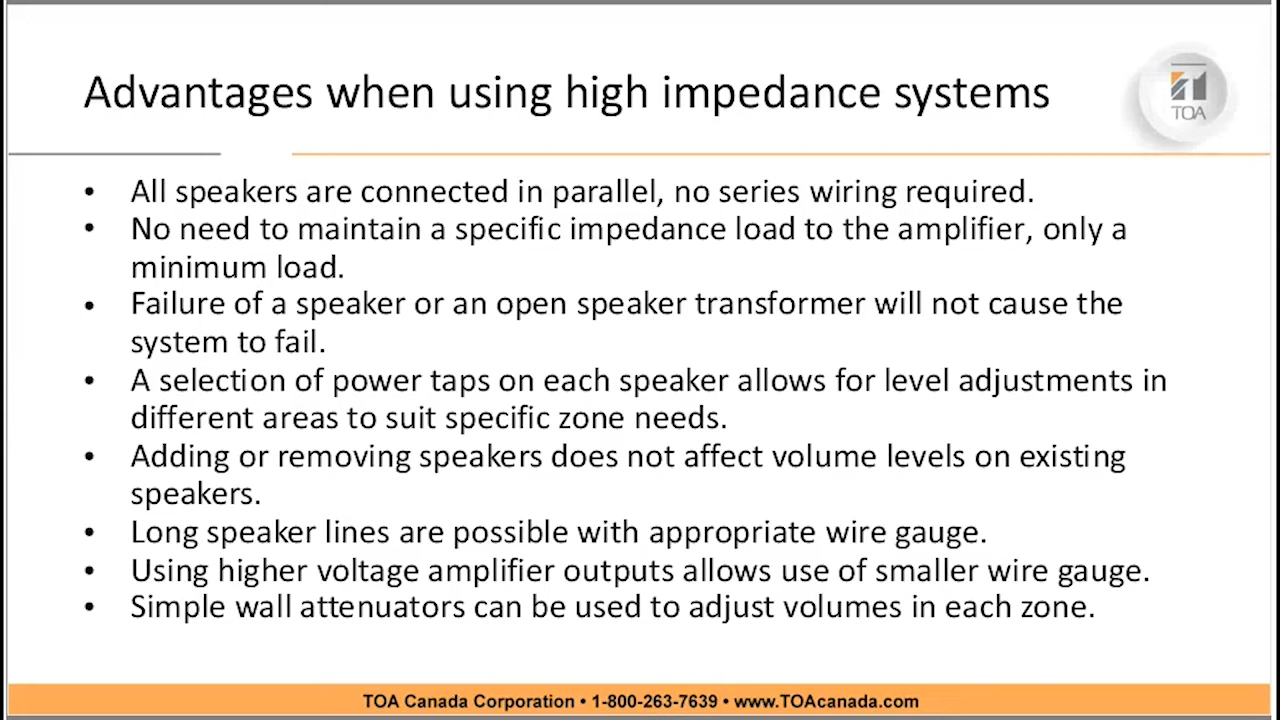 Advantages when using high impedance systems
TOA
• All speakers are connected in parallel, no series wiring required.
• No need to maintain a specific impedance load to the amplifier, only a
minimum load.
• Failure of a speaker or an open speaker transformer will not cause the
system to fail.
• A selection of power taps on each speaker allows for level adjustments in
different areas to suit specific zone needs.
• Adding or removing speakers does not affect volume levels on existing
speakers.
• Long speaker lines are possible with appropriate wire gauge.
• Using higher voltage amplifier outputs allows use of smaller wire gauge.
• Simple wall attenuators can be used to adjust volumes in each zone.
TOA Canada Corporation • 1-800-263-7639 • www.TOAcanada.com